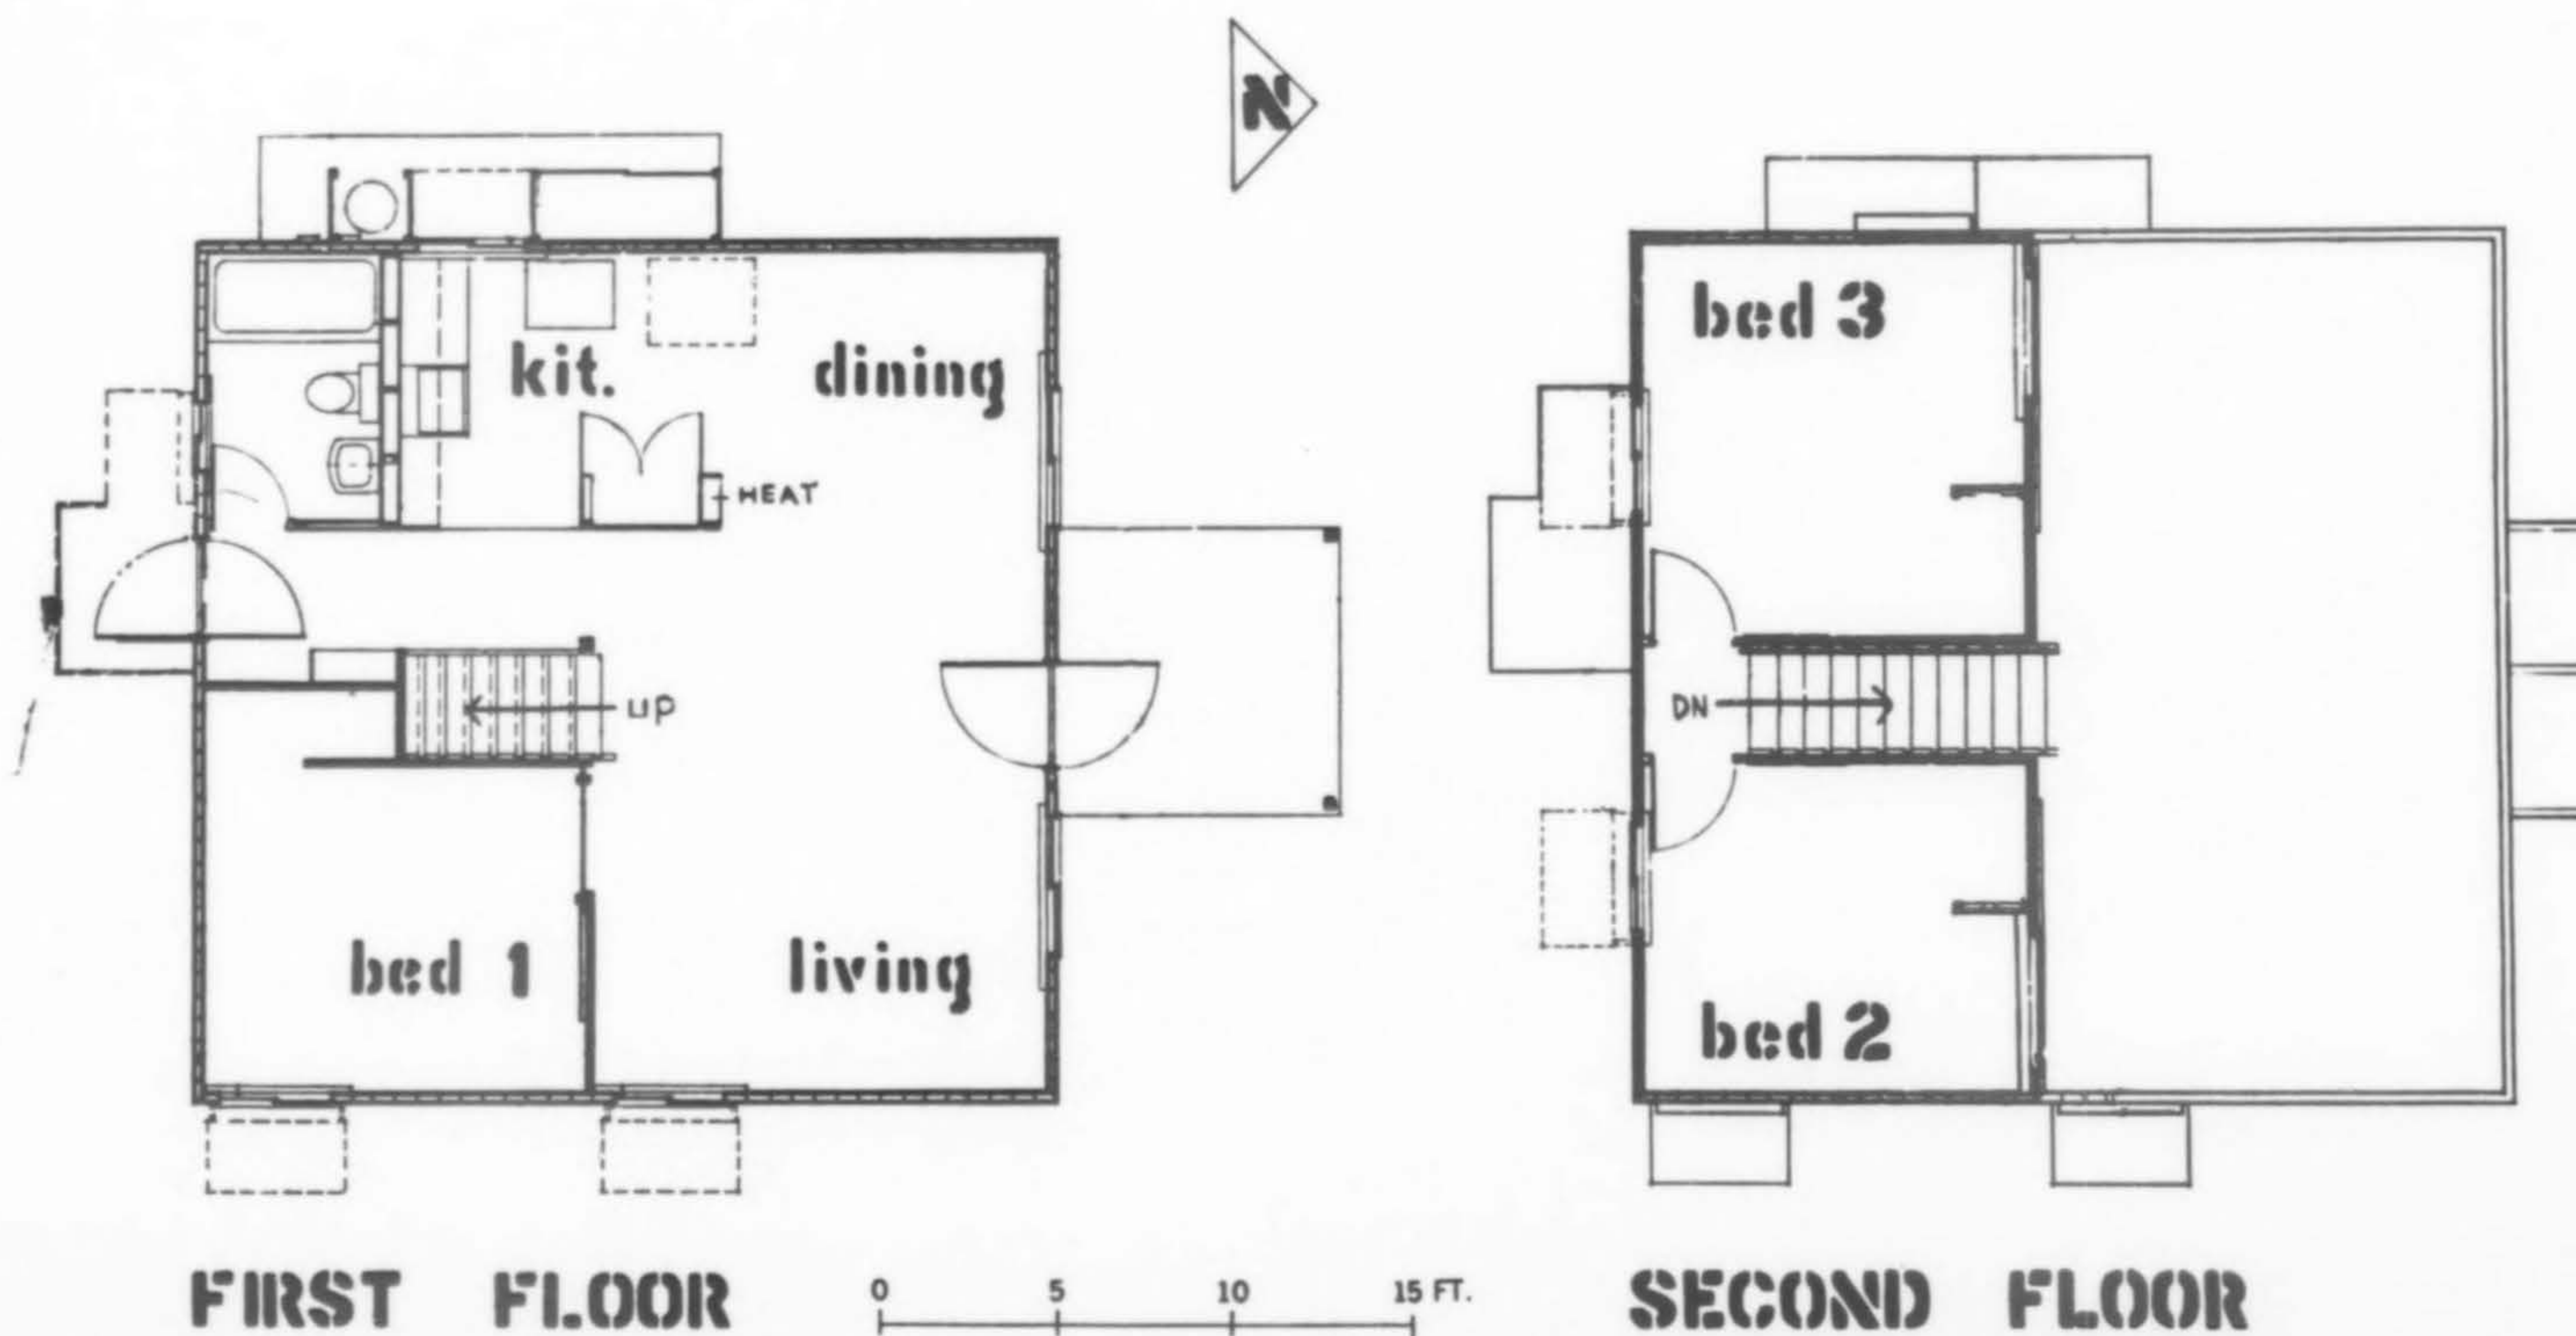 N
bed 3
kit.
dining
HEAT
UP
DN
bed 1
living
bed 2
FIRST FLOOR
0 5 10 15 FT.
SECOND FLOOR